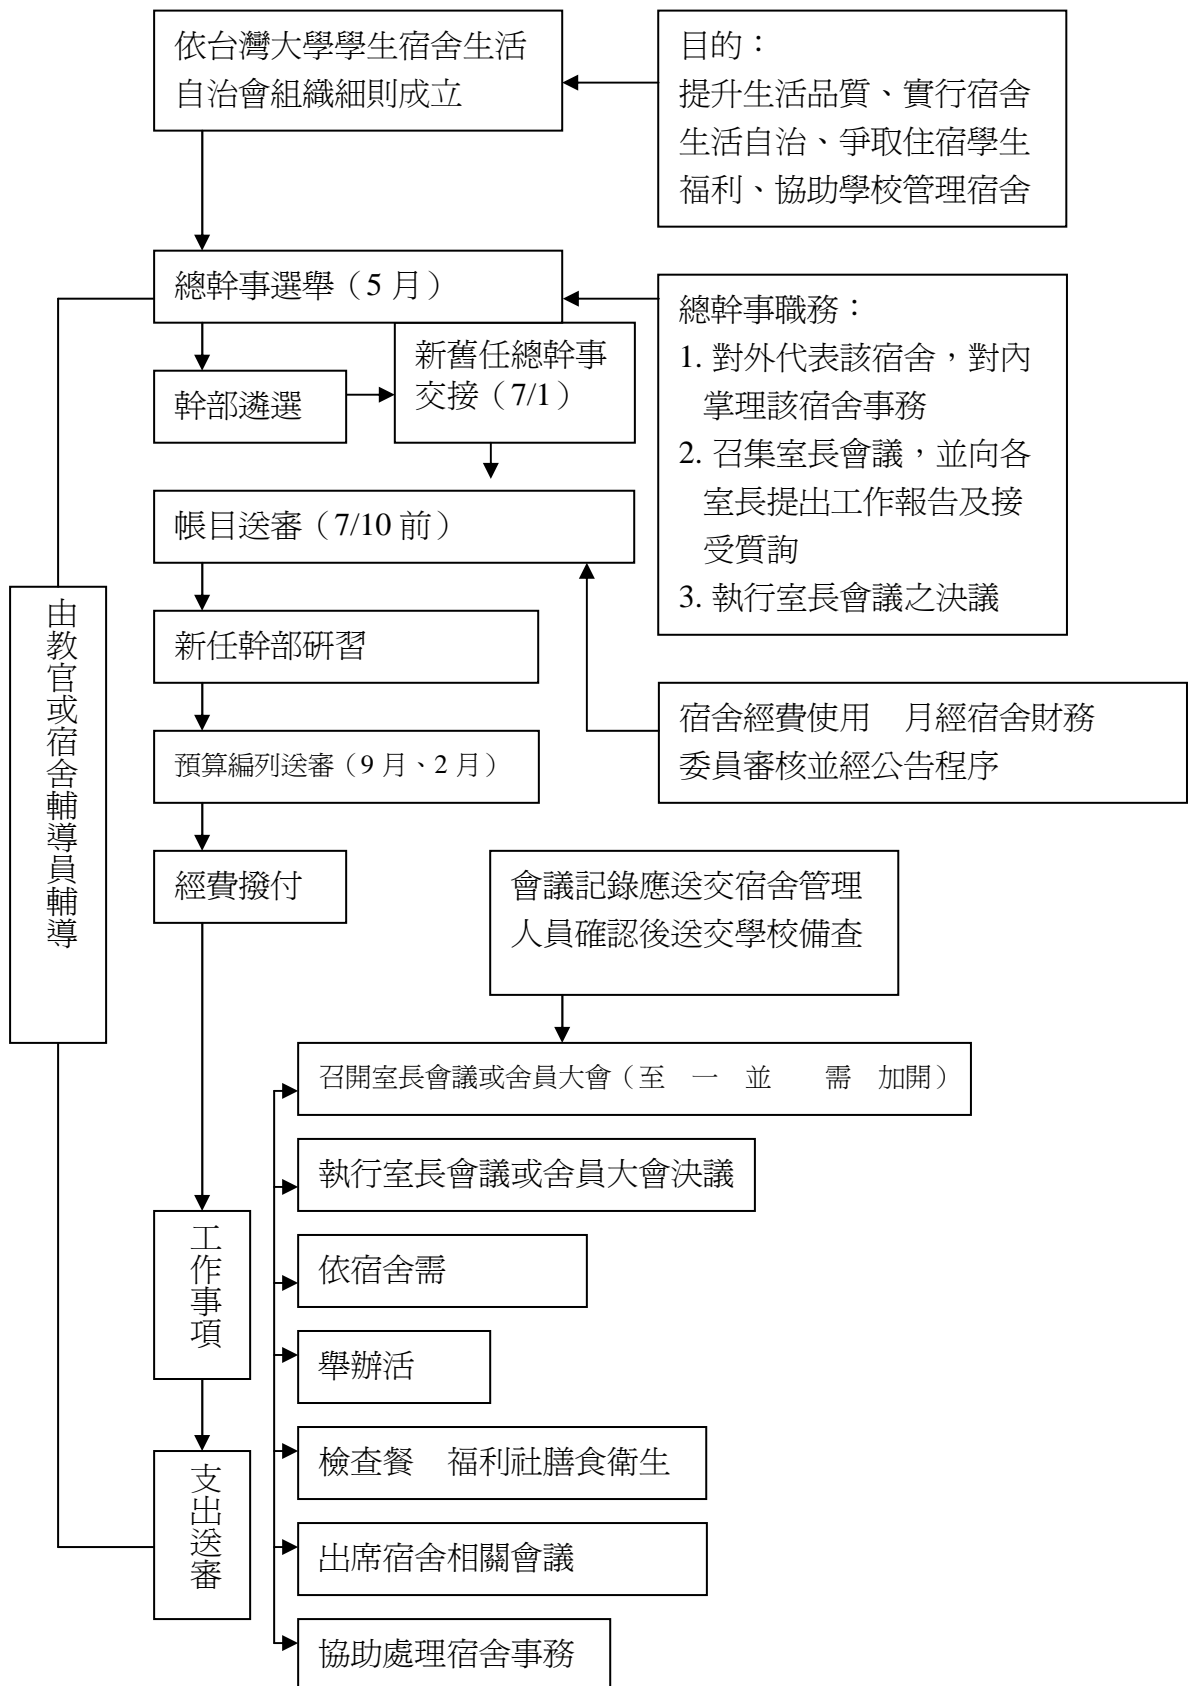 依台灣大學學生宿舍生活
自治會組織細則成立
目的：
提升生活品質、實行宿舍
生活自治、爭取住宿學生
福利、協助學校管理宿舍
總幹事選舉（5 月）
總幹事職務：
1. 對外代表該宿舍，對內
掌理該宿舍事務
2. 召集室長會議，並向各
室長提出工作報告及接
受質詢
3. 執行室長會議之決議
幹部遴選
新舊任總幹事
交接（7/1）
帳目送審（7/10 前）
由教官或宿舍輔導員輔導
新任幹部研習
宿舍經費使用　月經宿舍財務
委員審核並經公告程序
預算編列送審（9 月、2 月）
經費撥付
會議記錄應送交宿舍管理
人員確認後送交學校備查
召開室長會議或舍員大會（至　一　並　　需　加開）
執行室長會議或舍員大會決議
工作事項
依宿舍需
舉辦活
檢查餐　福利社膳食衛生
支出送審
出席宿舍相關會議
協助處理宿舍事務